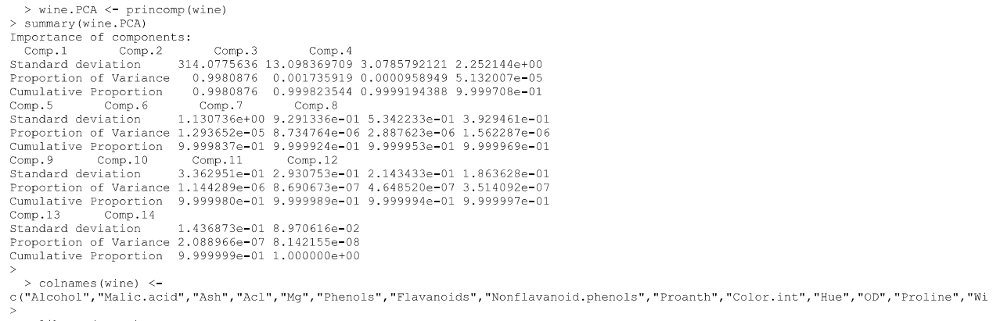 > wine.PCA <- princomp(wine)
> summary(wine.PCA)
Importance of components:
Comp.1 Comp.2 Comp.3 Comp.4
Standard deviation 314.0775636 13.098369709 3.0785792121 2.252144e+00
Proportion of Variance 0.9980876 0.001735919 0.0000958949 5.132007e-05
Cumulative Proportion 0.9980876 0.999823544 0.9999194388 9.999708e-01
Comp.5 Comp.6 Comp.7 Comp.8
Standard deviation 1.130736e+00 9.291336e-01 5.342233e-01 3.929461e-01
Proportion of Variance 1.293652e-05 8.734764e-06 2.887623e-06 1.562287e-06
Cumulative Proportion 9.999837e-01 9.999924e-01 9.999953e-01 9.999969e-01
Comp.9 Comp.10 Comp.11 Comp.12
Standard deviation 3.362951e-01 2.930753e-01 2.143433e-01 1.863628e-01
Proportion of Variance 1.144289e-06 8.690673e-07 4.648520e-07 3.514092e-07
Cumulative Proportion 9.999980e-01 9.999989e-01 9.999994e-01 9.999997e-01
Comp.13 Comp.14
Standard deviation 1.436873e-01 8.970616e-02
Proportion of Variance 2.088966e-07 8.142155e-08
Cumulative Proportion 9.999999e-01 1.000000e+00
>
> colnames(wine) <-
c("Alcohol","Malic.acid","Ash","Acl","Mg","Phenols","Flavanoids","Nonflavanoid.phenols","Proanth","Color.int","Hue","OD","Proline","Wi
>